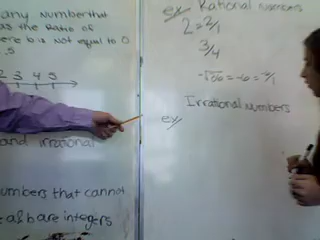 any number that
as the Ratio of
ere b is not equal to 0
.5
2 3 4 5
and irrational
umbers that cannot
e a & b are integers
ex/ Rational numbers
2 = 2/1
3/4
-√36 = -6 = -6/1
Irrational numbers
ex/